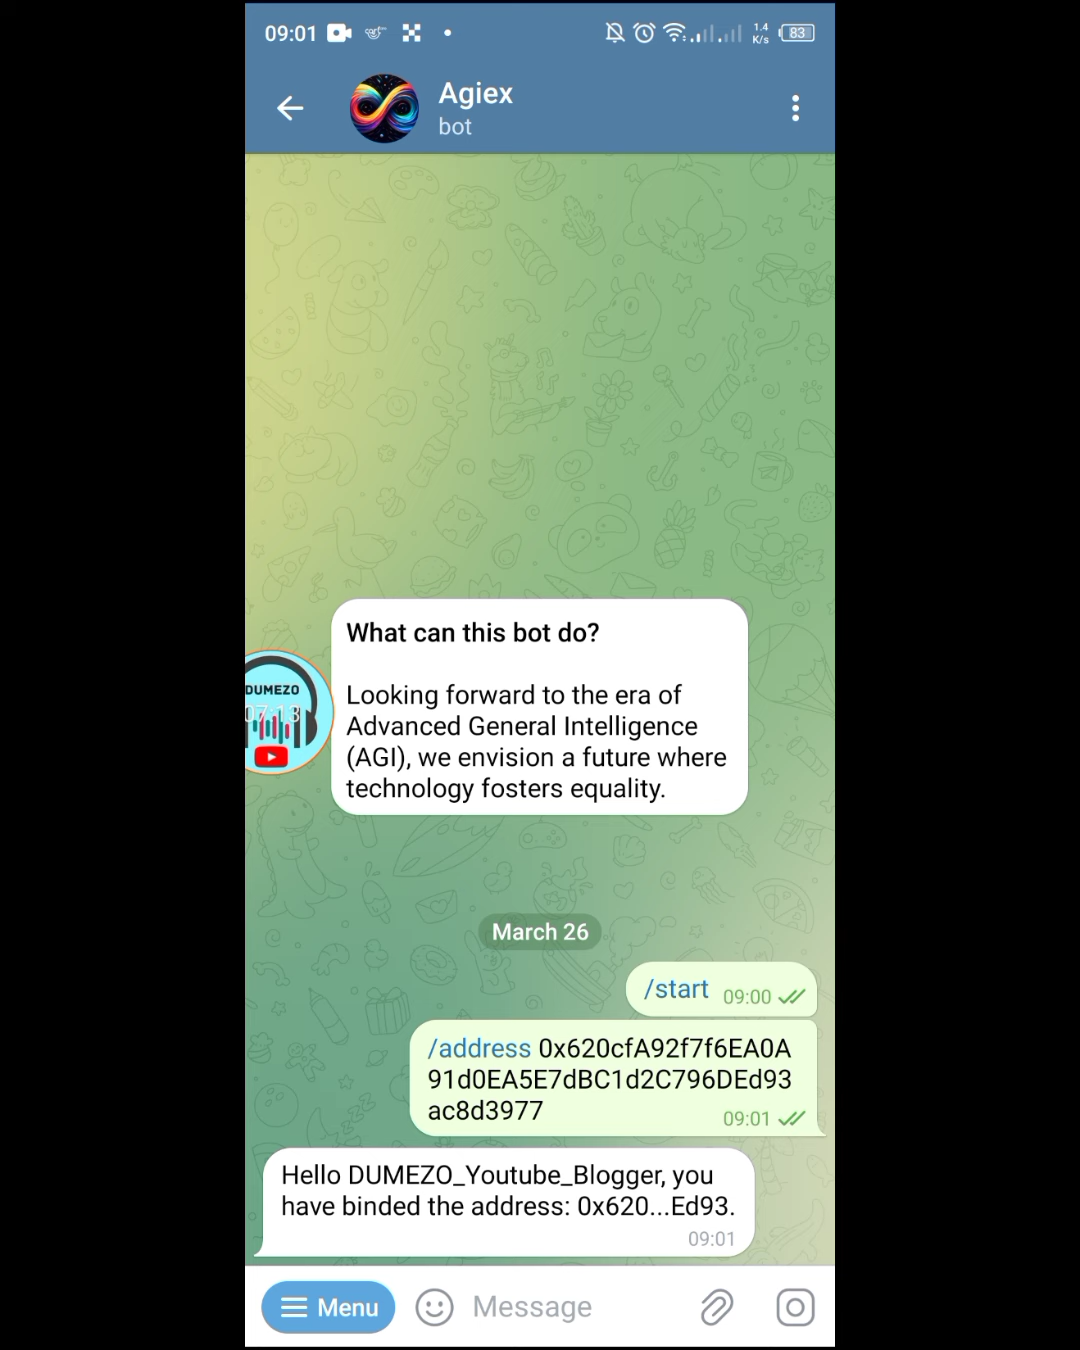 09:01
1.4
K/s
83
Agiex
bot
What can this bot do?
Looking forward to the era of
Advanced General Intelligence
(AGI), we envision a future where
technology fosters equality.
DUMEZO
07:13
March 26
/start 09:00
/address 0x620cfA92f7f6EA0A
91d0EA5E7dBC1d2C796DEd93
ac8d3977 09:01
Hello DUMEZO_Youtube_Blogger, you
have binded the address: 0x620...Ed93.
09:01
Menu
Message